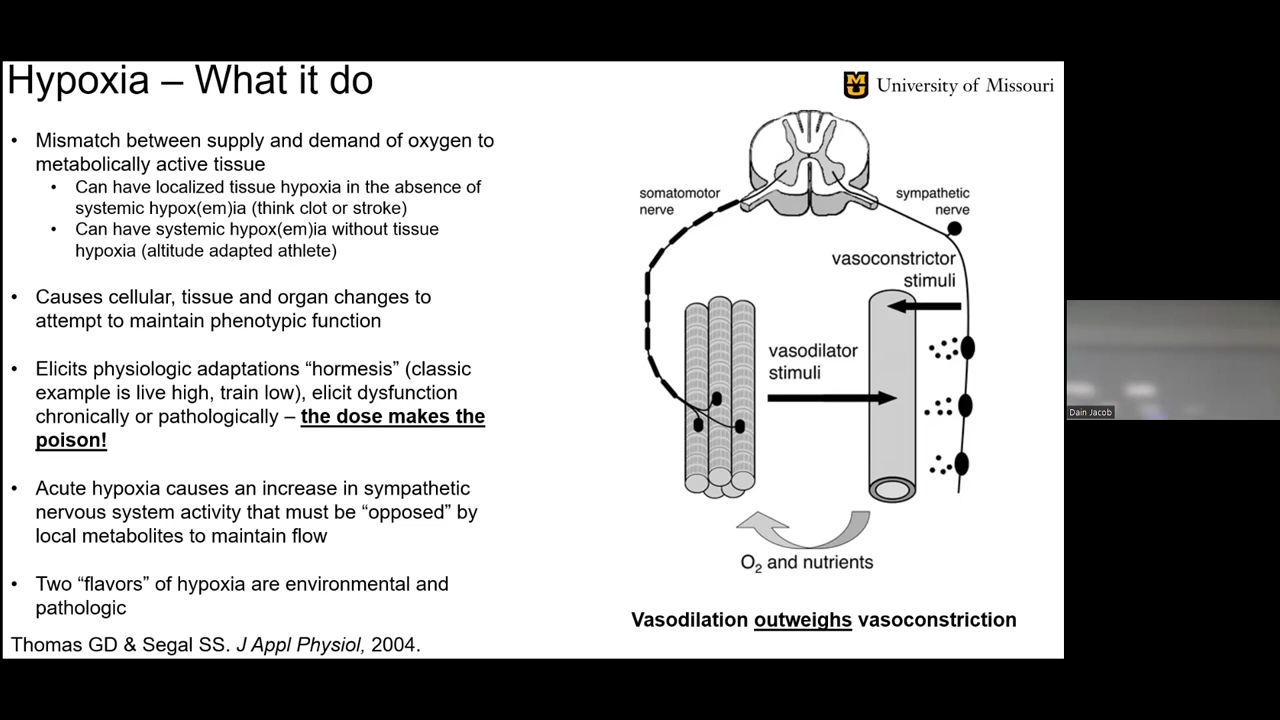 Hypoxia – What it do
University of Missouri
• Mismatch between supply and demand of oxygen to
metabolically active tissue
• Can have localized tissue hypoxia in the absence of
systemic hypox(em)ia (think clot or stroke)
• Can have systemic hypox(em)ia without tissue
hypoxia (altitude adapted athlete)
• Causes cellular, tissue and organ changes to
attempt to maintain phenotypic function
• Elicits physiologic adaptations “hormesis” (classic
example is live high, train low), elicit dysfunction
chronically or pathologically – the dose makes the
poison!
• Acute hypoxia causes an increase in sympathetic
nervous system activity that must be “opposed” by
local metabolites to maintain flow
• Two “flavors” of hypoxia are environmental and
pathologic
Thomas GD & Segal SS. J Appl Physiol, 2004.
somatomotor
nerve
sympathetic
nerve
vasoconstrictor
stimuli
vasodilator
stimuli
O₂ and nutrients
Vasodilation outweighs vasoconstriction
Dain Jacob